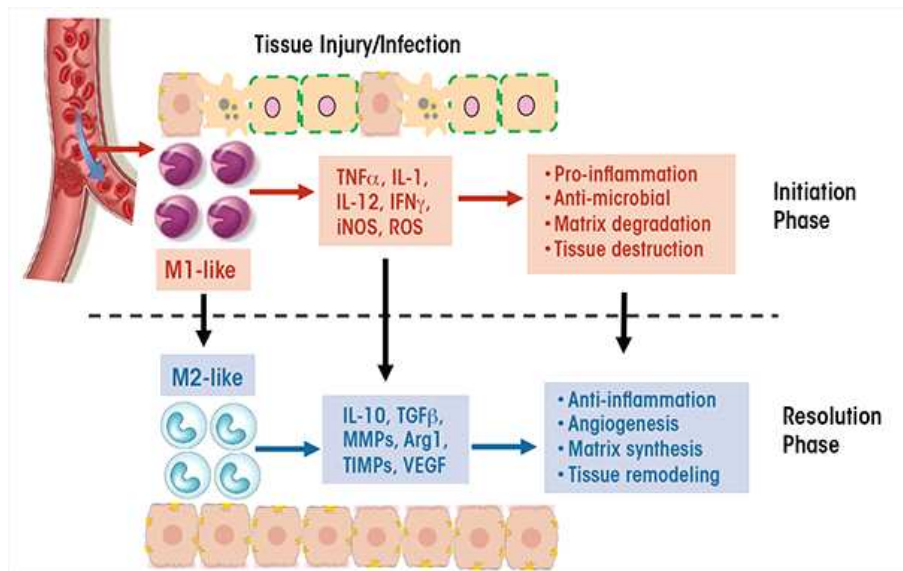 Tissue Injury/Infection
TNFα, IL-1,
IL-12, IFNγ,
iNOS, ROS
• Pro-inflammation
• Anti-microbial
• Matrix degradation
• Tissue destruction
Initiation
Phase
M1-like
M2-like
IL-10, TGFβ,
MMPs, Arg1,
TIMPs, VEGF
• Anti-inflammation
• Angiogenesis
• Matrix synthesis
• Tissue remodeling
Resolution
Phase